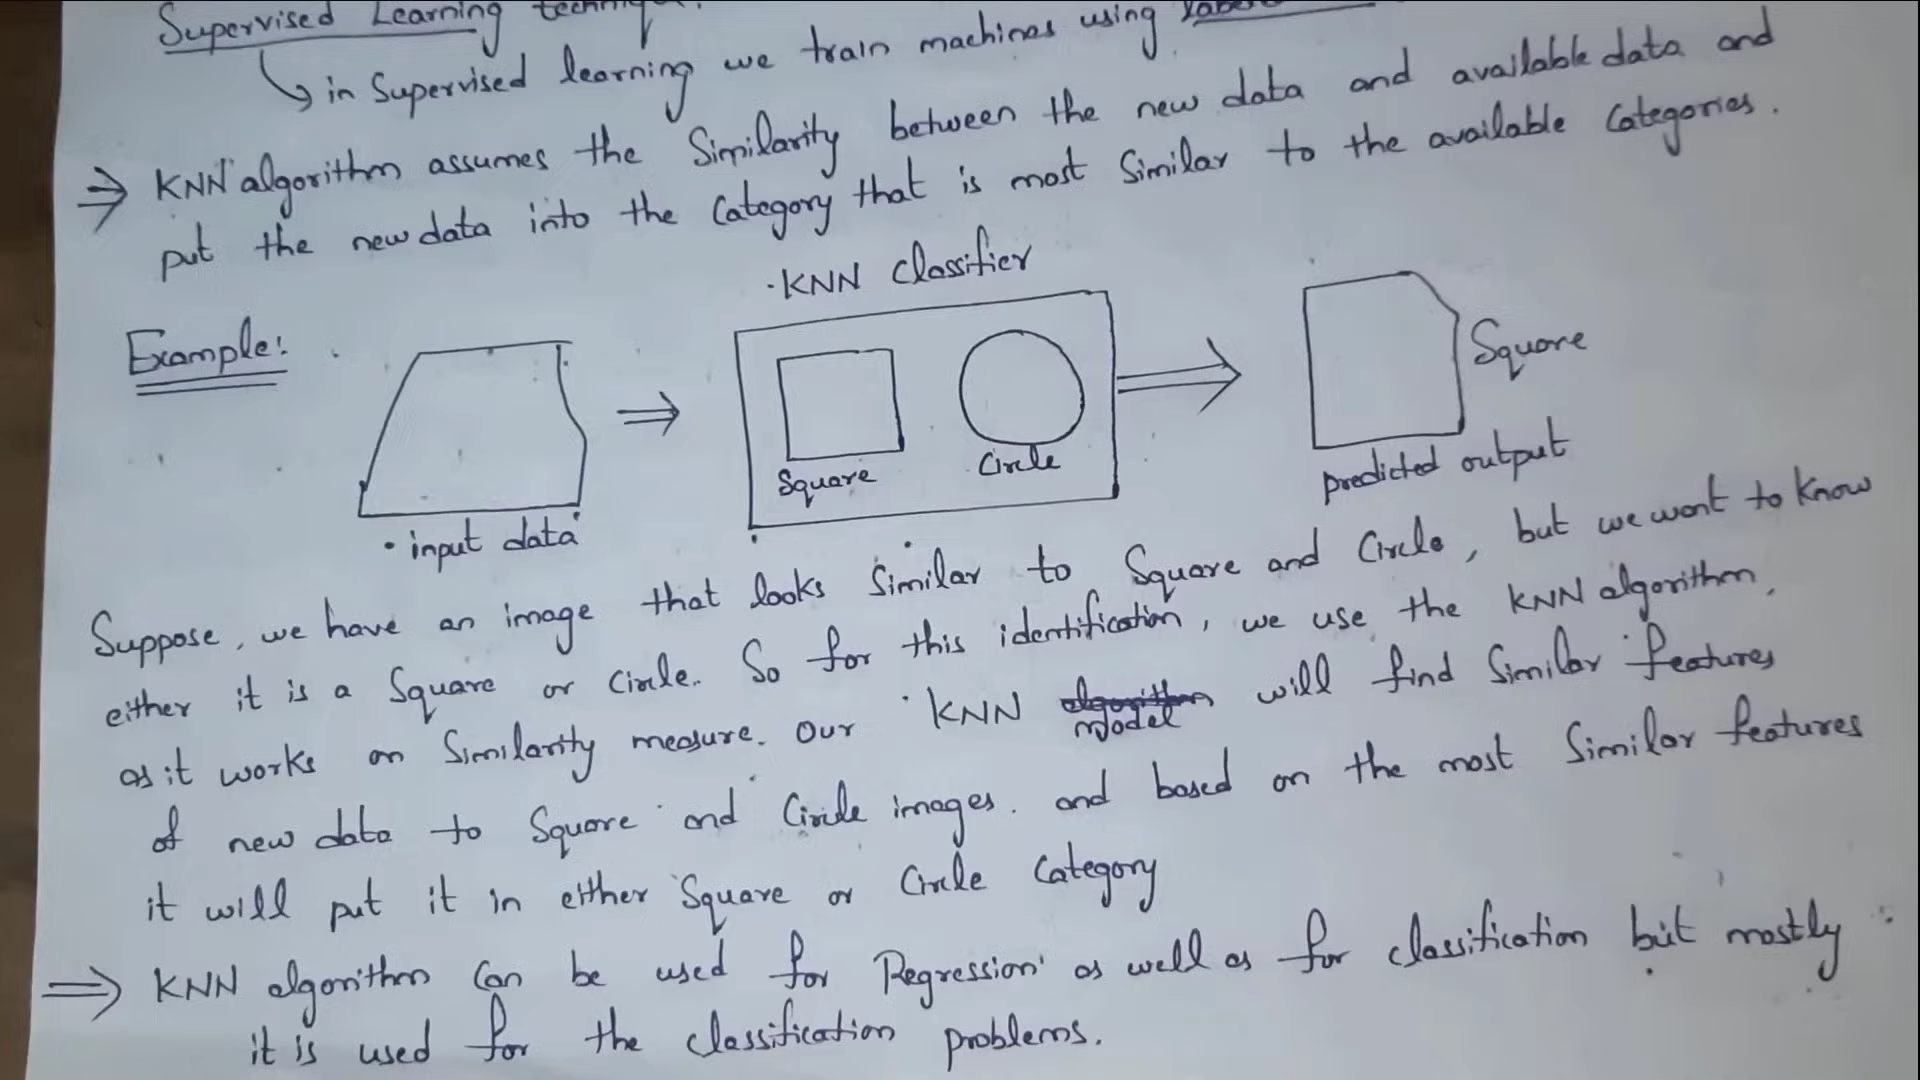 Supervised Learning
↳ in Supervised learning we train machines using
⇒ KNN algorithm assumes the Similarity between the new data and available data and
put the new data into the Category that is most Similar to the available Categories.
·KNN Classifier
Example:
Square
Square
Circle
predicted output
· input data
Suppose, we have an image that looks Similar to Square and Circle, but we want to know
either it is a Square or Circle. So for this identification, we use the KNN algorithm,
as it works on Similarity measure. Our KNN algorithm model will find Similar features
of new data to Square and Circle images. and based on the most Similar features
it will put it in either Square or Circle Category
⇒ KNN algorithm Can be used for Regression as well as for classification but mostly
it is used for the classification problems.